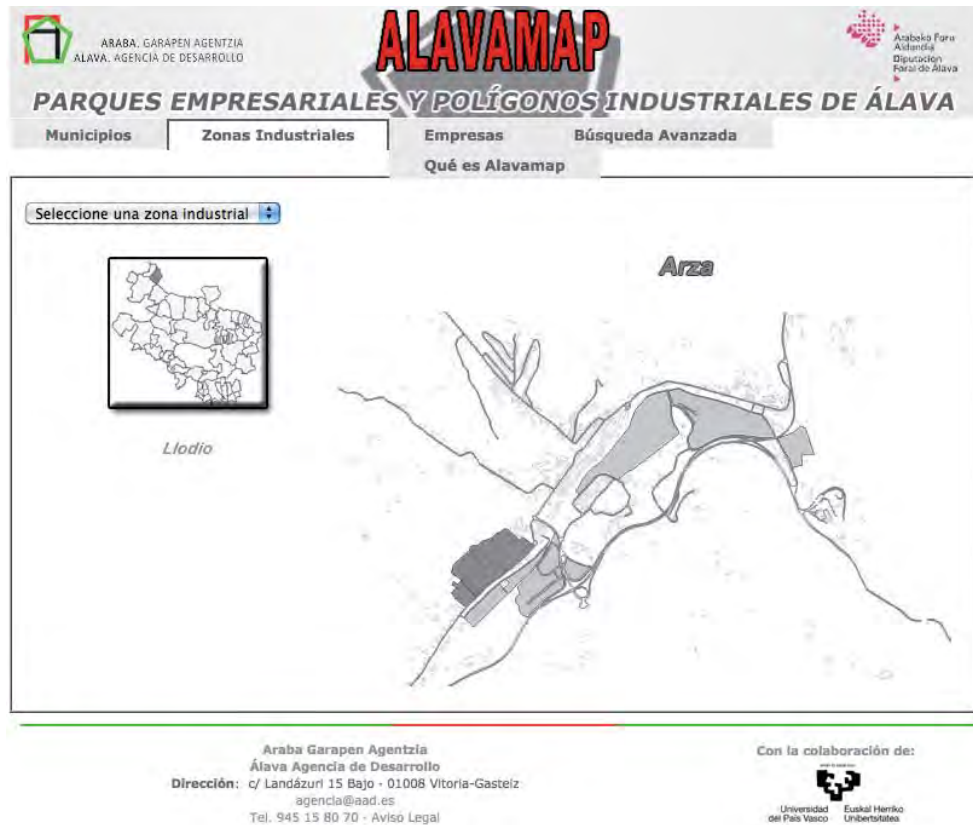 ARABA. GARAPEN AGENTZIA
ALAVA. AGENCIA DE DESARROLLO
ALAVAMAP
Arabako Foru
Aldundia
Diputación
Foral de Álava
PARQUES EMPRESARIALES Y POLÍGONOS INDUSTRIALES DE ÁLAVA
Municipios
Zonas Industriales
Empresas
Búsqueda Avanzada
Qué es Alavamap
Seleccione una zona industrial
Arza
Llodio
Araba Garapen Agentzia
Álava Agencia de Desarrollo
Dirección: c/ Landázuri 15 Bajo - 01008 Vitoria-Gasteiz
agencia@aad.es
Tel. 945 15 80 70 - Aviso Legal
Con la colaboración de:
Universidad del País Vasco
Euskal Herriko Unibertsitatea